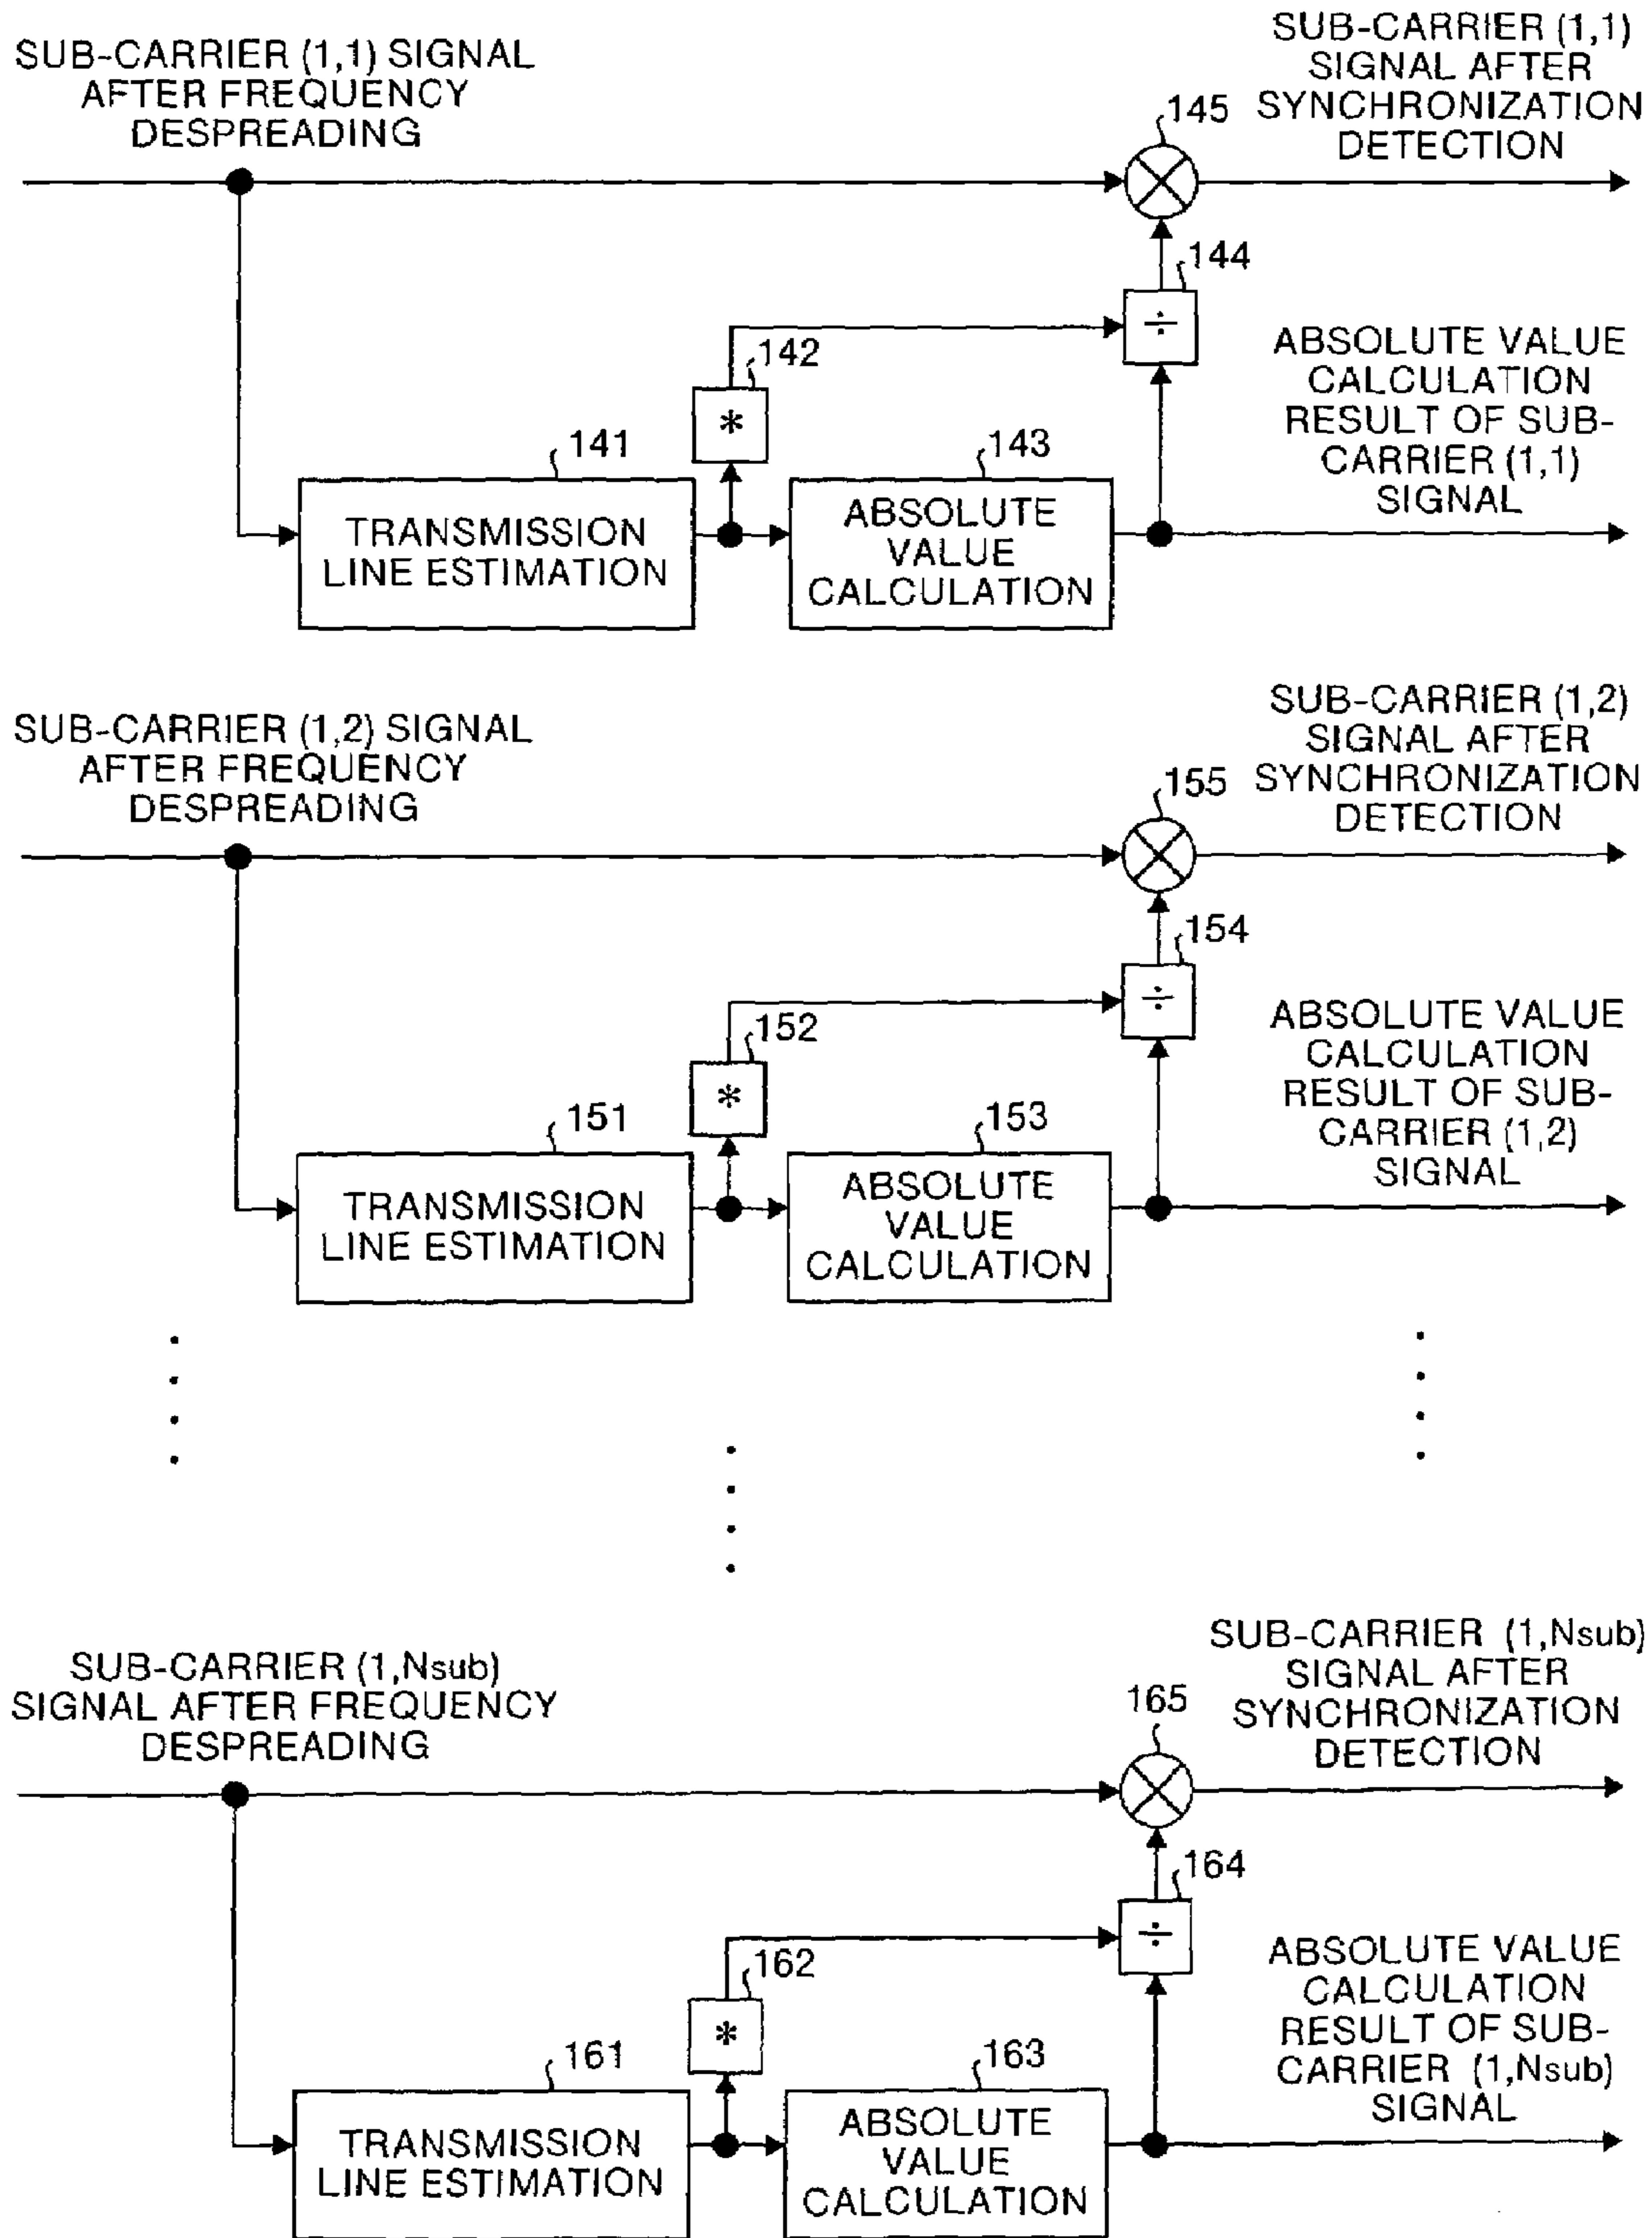 SUB-CARRIER (1,1) SIGNAL
AFTER FREQUENCY
DESPREADING
SUB-CARRIER (1,1)
SIGNAL AFTER
SYNCHRONIZATION
DETECTION
145
144
÷
142
*
ABSOLUTE VALUE
CALCULATION
RESULT OF SUB-
CARRIER (1,1)
SIGNAL
141
TRANSMISSION
LINE ESTIMATION
143
ABSOLUTE
VALUE
CALCULATION
SUB-CARRIER (1,2) SIGNAL
AFTER FREQUENCY
DESPREADING
SUB-CARRIER (1,2)
SIGNAL AFTER
SYNCHRONIZATION
DETECTION
155
154
÷
152
*
ABSOLUTE VALUE
CALCULATION
RESULT OF SUB-
CARRIER (1,2)
SIGNAL
151
TRANSMISSION
LINE ESTIMATION
153
ABSOLUTE
VALUE
CALCULATION
SUB-CARRIER (1,Nsub)
SIGNAL AFTER FREQUENCY
DESPREADING
SUB-CARRIER (1,Nsub)
SIGNAL AFTER
SYNCHRONIZATION
DETECTION
165
164
÷
162
*
ABSOLUTE VALUE
CALCULATION
RESULT OF SUB-
CARRIER (1,Nsub)
SIGNAL
161
TRANSMISSION
LINE ESTIMATION
163
ABSOLUTE
VALUE
CALCULATION